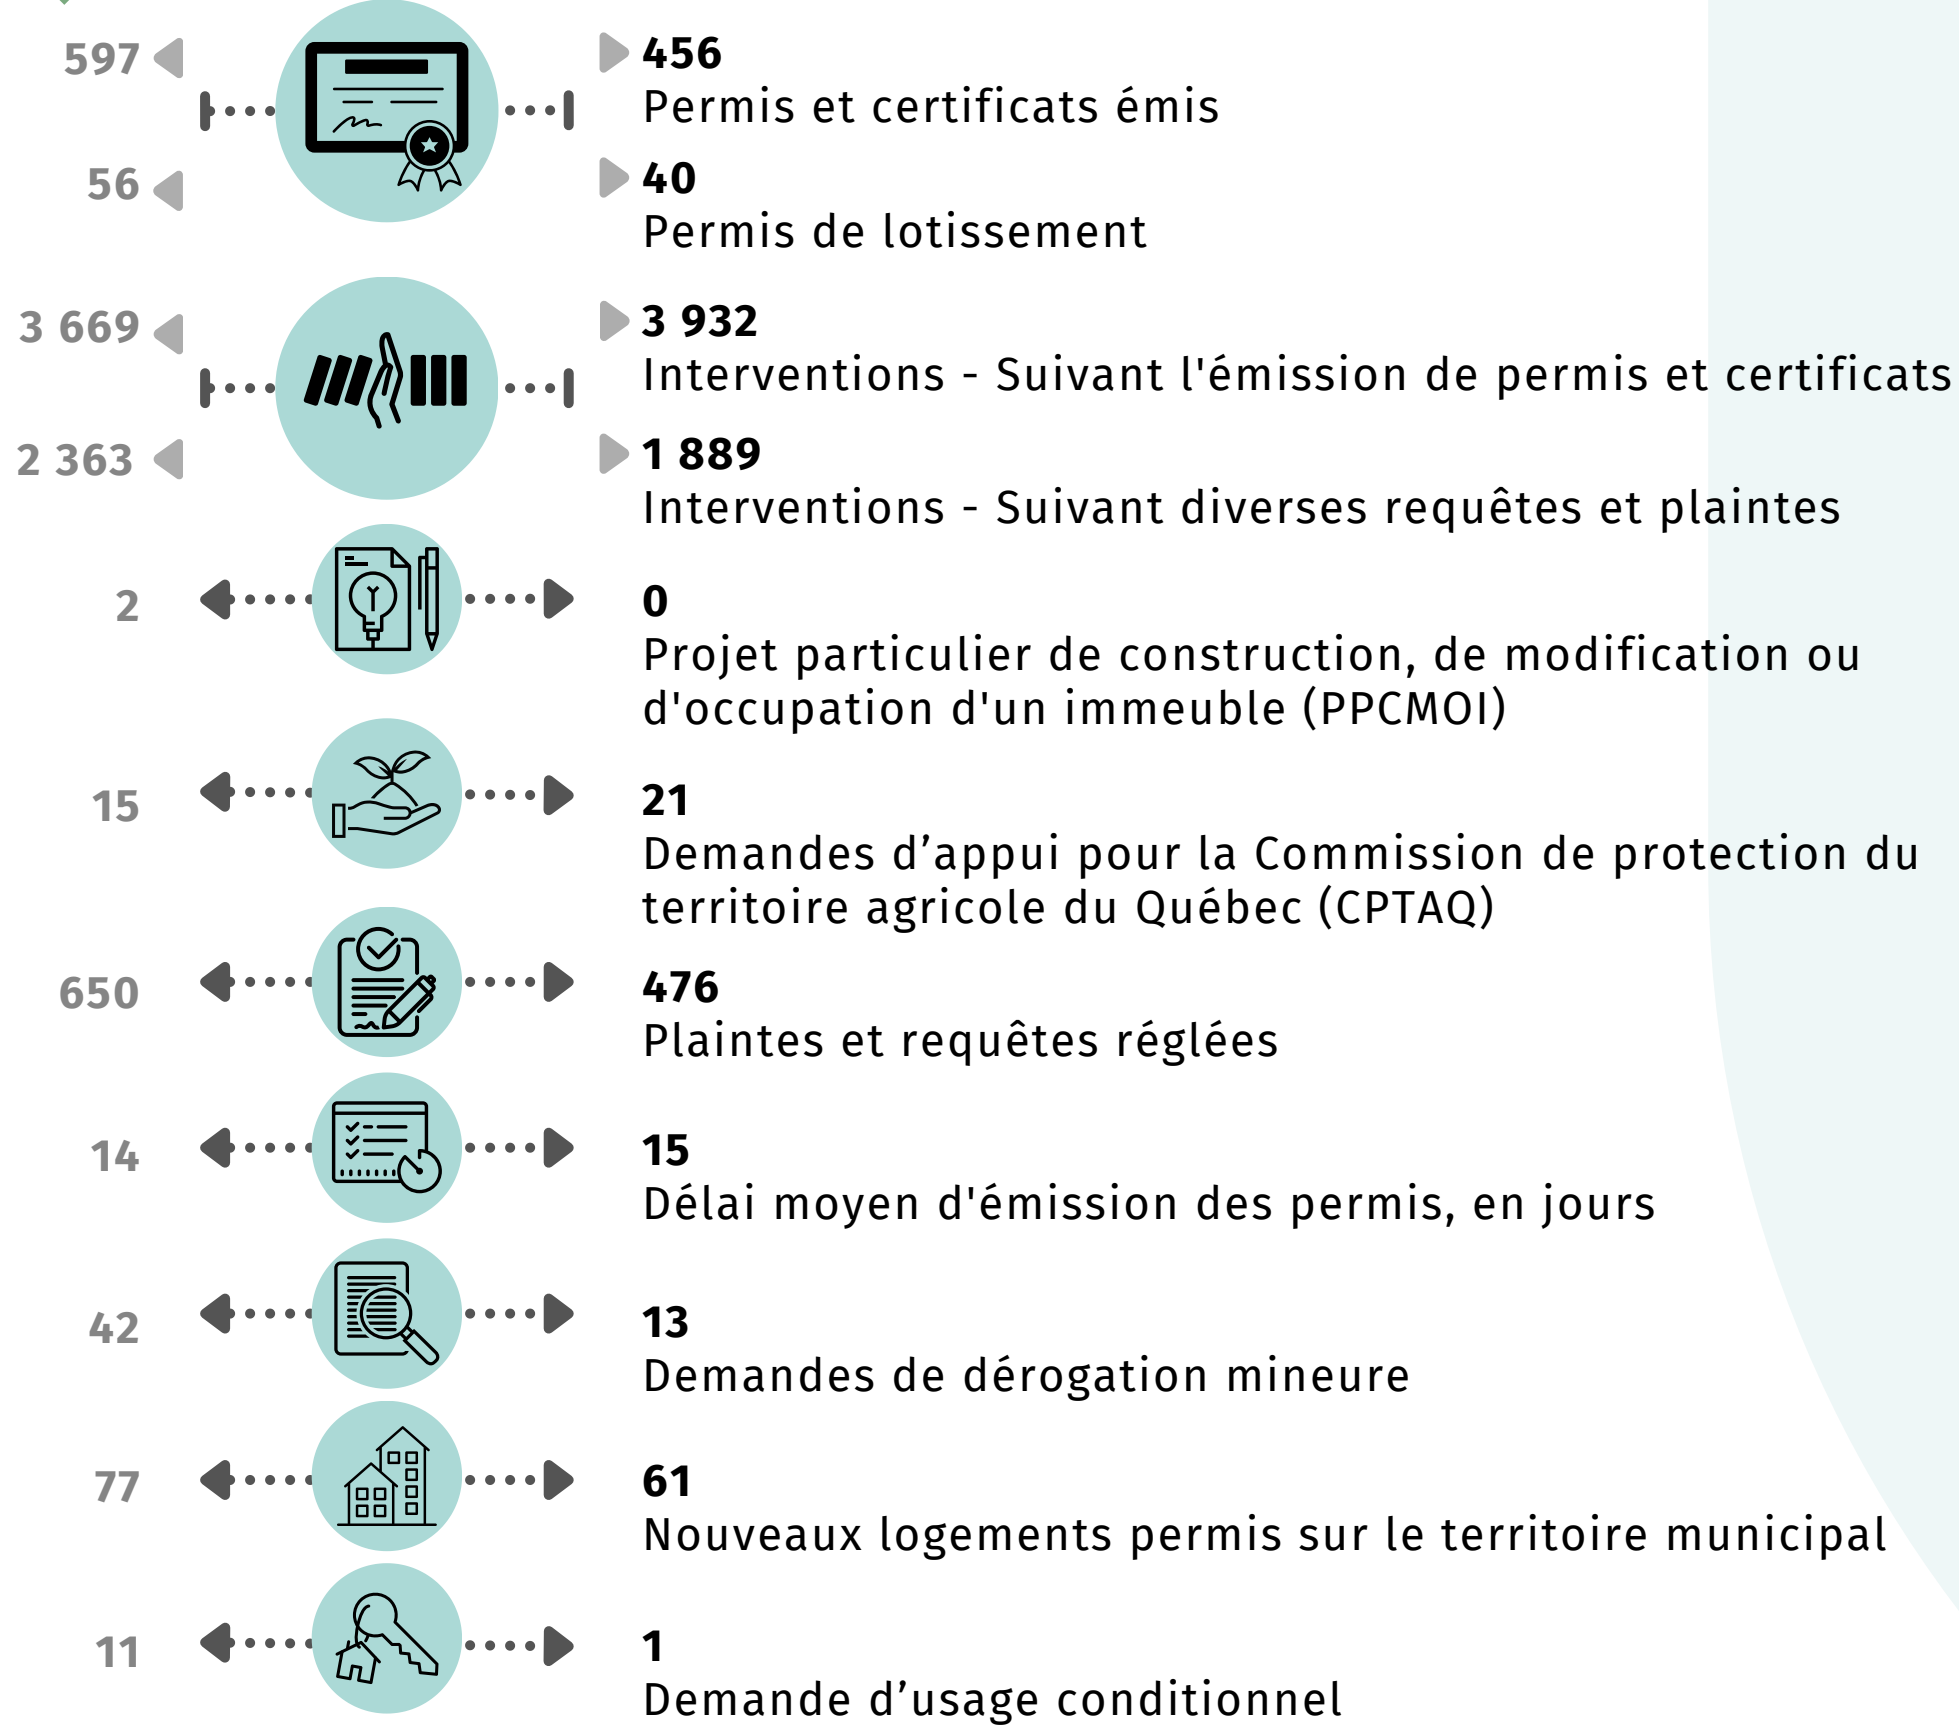 597
456
Permis et certificats émis
56
40
Permis de lotissement
3 669
3 932
Interventions - Suivant l'émission de permis et certificats
2 363
1 889
Interventions - Suivant diverses requêtes et plaintes
2
0
Projet particulier de construction, de modification ou
d'occupation d'un immeuble (PPCMOI)
15
21
Demandes d’appui pour la Commission de protection du
territoire agricole du Québec (CPTAQ)
650
476
Plaintes et requêtes réglées
14
15
Délai moyen d'émission des permis, en jours
42
13
Demandes de dérogation mineure
77
61
Nouveaux logements permis sur le territoire municipal
11
1
Demande d’usage conditionnel